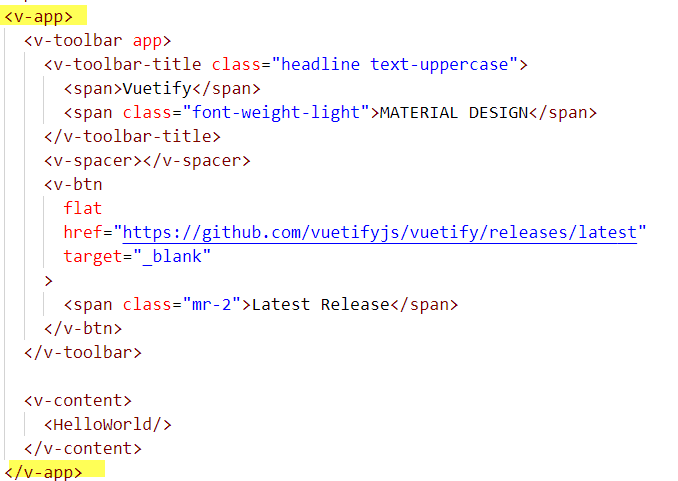 <v-app>
<v-toolbar app>
<v-toolbar-title class="headline text-uppercase">
<span>Vuetify</span>
<span class="font-weight-light">MATERIAL DESIGN</span>
</v-toolbar-title>
<v-spacer></v-spacer>
<v-btn
flat
href="https://github.com/vuetifyjs/vuetify/releases/latest"
target="_blank"
>
<span class="mr-2">Latest Release</span>
</v-btn>
</v-toolbar>
<v-content>
<HelloWorld/>
</v-content>
</v-app>